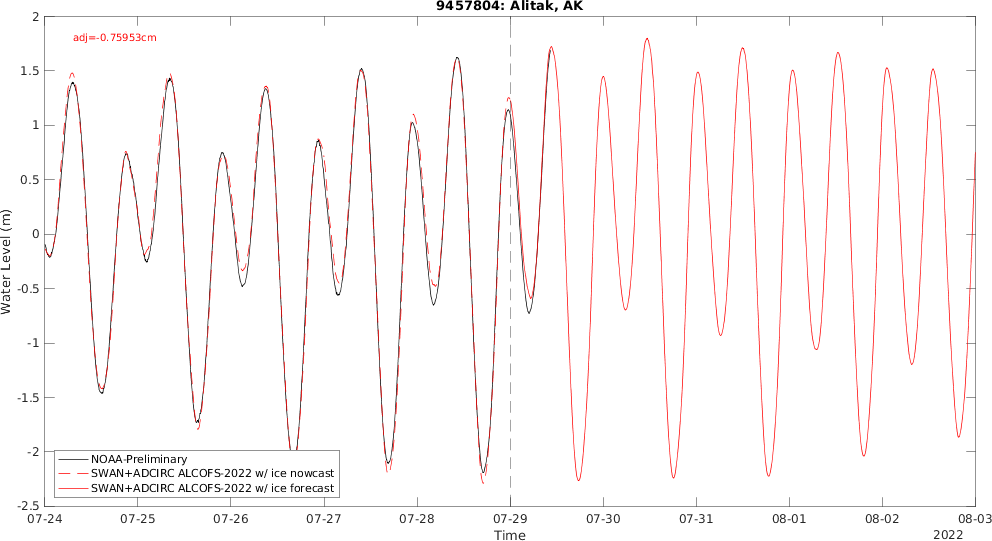 9457804: Alitak, AK
adj=-0.75953cm
2
1.5
1
0.5
0
-0.5
-1
-1.5
-2
-2.5
Water Level (m)
NOAA-Preliminary
SWAN+ADCIRC ALCOFS-2022 w/ ice nowcast
SWAN+ADCIRC ALCOFS-2022 w/ ice forecast
07-24 07-25 07-26 07-27 07-28 07-29 07-30 07-31 08-01 08-02 08-03
Time
2022